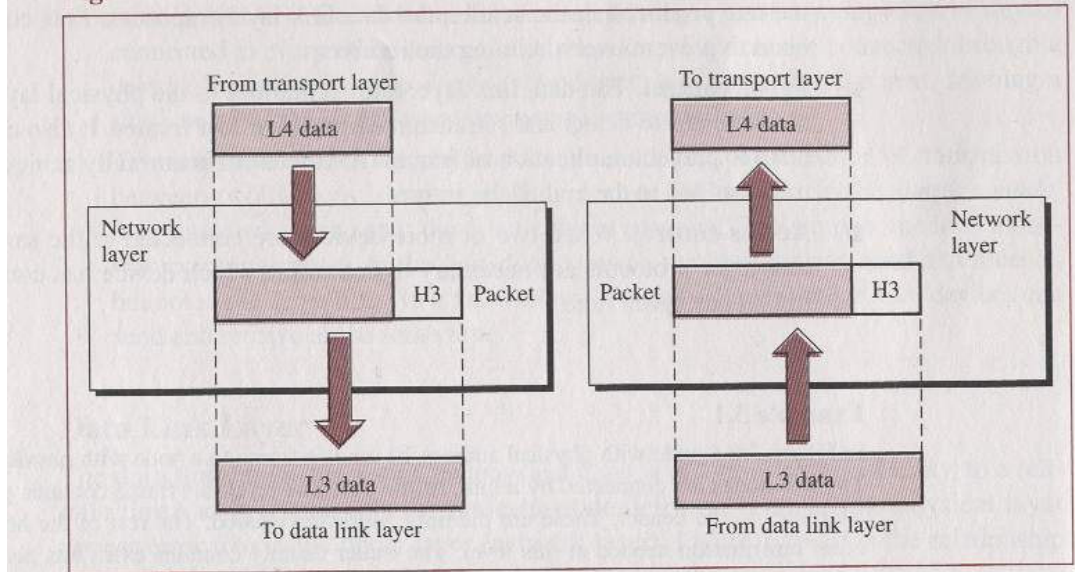 From transport layer
L4 data
Network
layer
H3
Packet
L3 data
To data link layer
To transport layer
L4 data
Network
layer
Packet
H3
L3 data
From data link layer